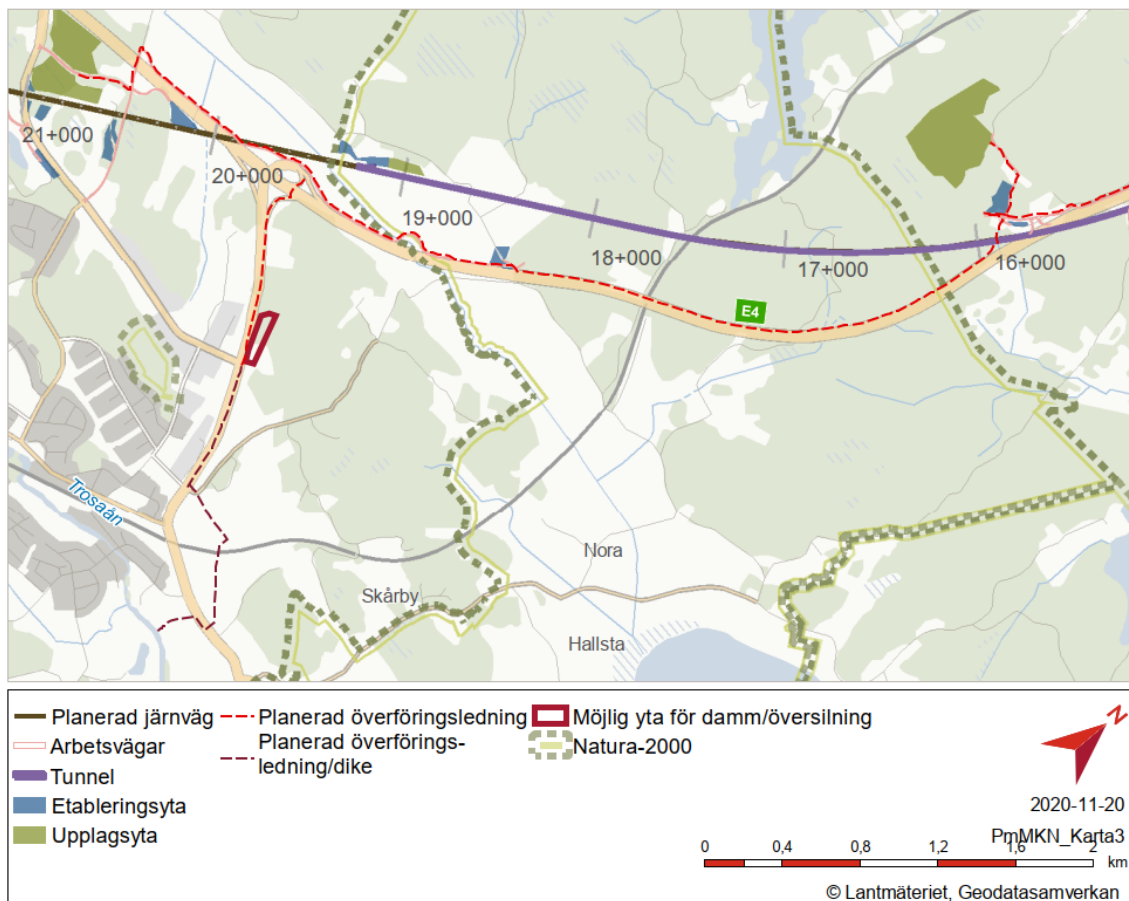 21+000
20+000
19+000
18+000
17+000
16+000
E4
Trosaån
Nora
Skårby
Hallsta
Planerad järnväg
Arbetsvägar
Tunnel
Etableringsyta
Upplagsyta
Planerad överföringsledning
Planerad överförings-
ledning/dike
Möjlig yta för damm/översilning
Natura-2000
N
2020-11-20
PmMKN_Karta3
0 0,4 0,8 1,2 1,6 2
km
© Lantmäteriet, Geodatasamverkan